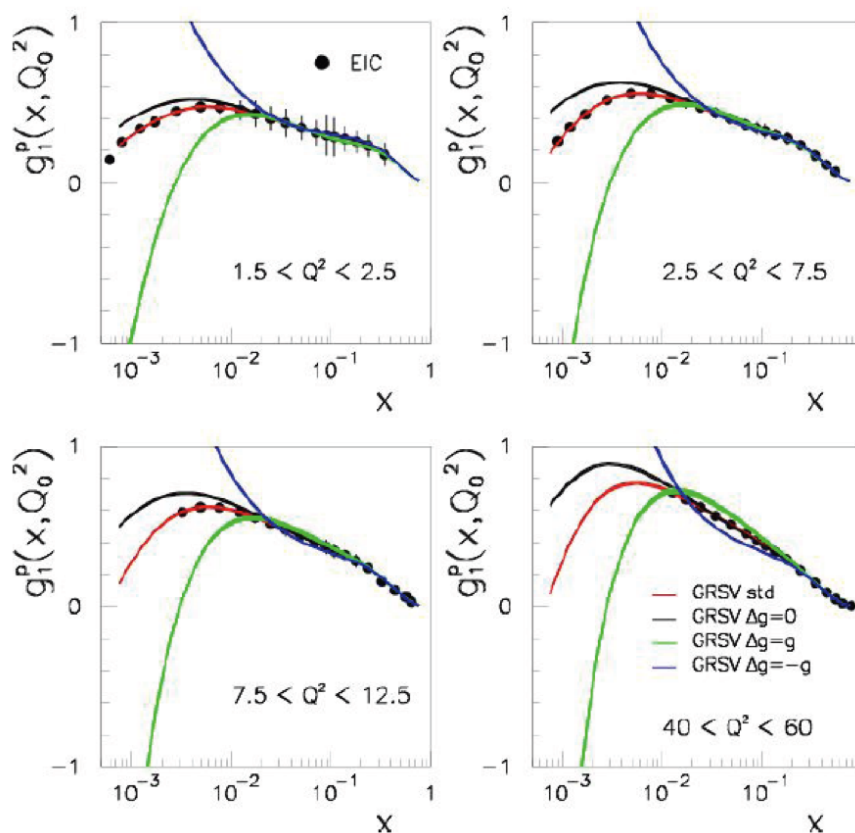 g₁ᵖ(x, Q₀²)
1
0
−1
EIC
1.5 < Q² < 2.5
10⁻³ 10⁻² 10⁻¹ 1
x
g₁ᵖ(x, Q₀²)
1
0
−1
2.5 < Q² < 7.5
10⁻³ 10⁻² 10⁻¹
x
g₁ᵖ(x, Q₀²)
1
0
−1
7.5 < Q² < 12.5
10⁻³ 10⁻² 10⁻¹ 1
x
g₁ᵖ(x, Q₀²)
1
0
−1
GRSV std
GRSV Δg=0
GRSV Δg=g
GRSV Δg=−g
40 < Q² < 60
10⁻³ 10⁻² 10⁻¹
x